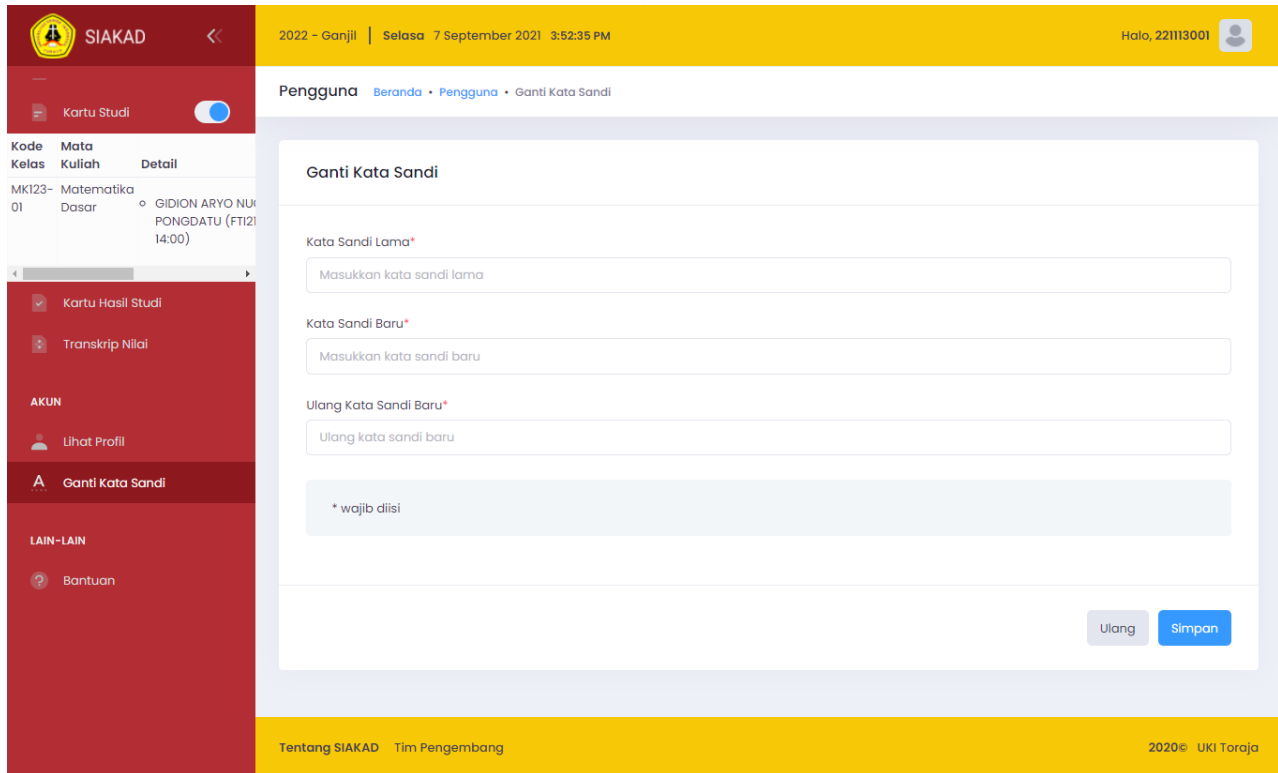 SIAKAD
2022 - Ganjil | Selasa 7 September 2021 3:52:35 PM
Halo, 221113001
Pengguna Beranda • Pengguna • Ganti Kata Sandi
Kartu Studi
Kode Kelas
Mata Kuliah
Detail
MK123-01
Matematika Dasar
GIDION ARYO
PONGDATU
14:00)
Kartu Hasil Studi
Transkrip Nilai
AKUN
Lihat Profil
Ganti Kata Sandi
LAIN-LAIN
Bantuan
Ganti Kata Sandi
Kata Sandi Lama*
Masukkan kata sandi lama
Kata Sandi Baru*
Masukkan kata sandi baru
Ulang Kata Sandi Baru*
Ulang kata sandi baru
* wajib diisi
Ulang Simpan
Tentang SIAKAD Tim Pengembang
2020© UKI Toraja